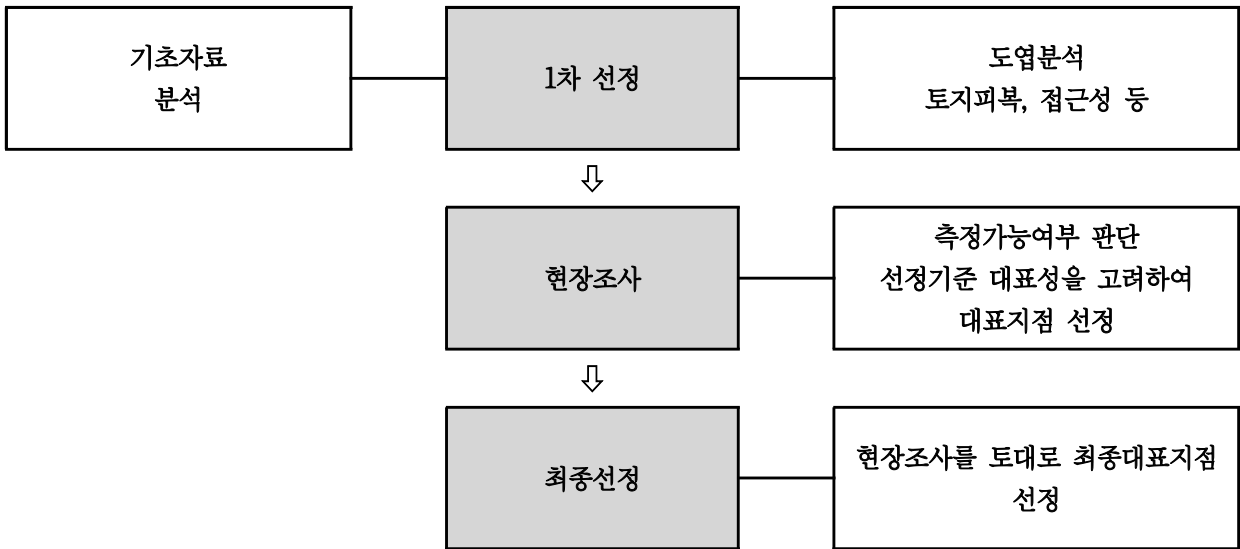 기초자료
분석
1차 선정
도엽분석
토지피복, 접근성 등
⇩
현장조사
측정가능여부 판단
선정기준 대표성을 고려하여
대표지점 선정
⇩
최종선정
현장조사를 토대로 최종대표지점
선정